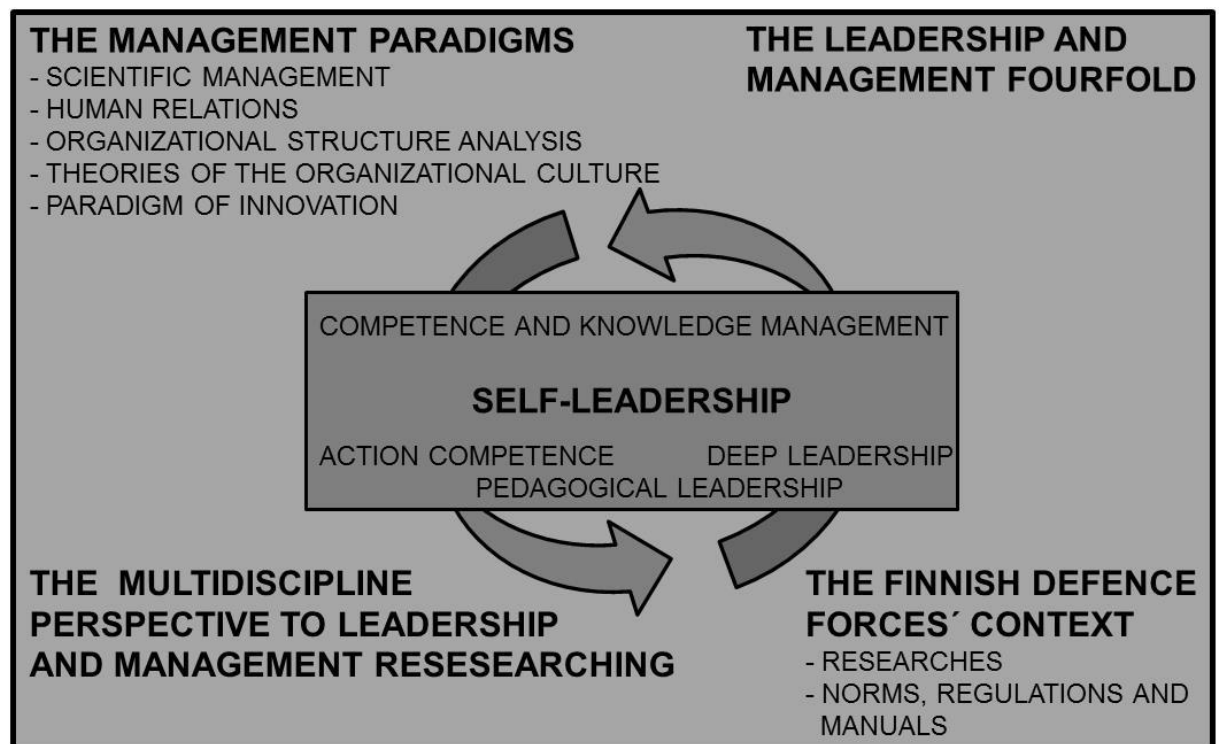 THE MANAGEMENT PARADIGMS
- SCIENTIFIC MANAGEMENT
- HUMAN RELATIONS
- ORGANIZATIONAL STRUCTURE ANALYSIS
- THEORIES OF THE ORGANIZATIONAL CULTURE
- PARADIGM OF INNOVATION
THE LEADERSHIP AND
MANAGEMENT FOURFOLD
COMPETENCE AND KNOWLEDGE MANAGEMENT
SELF-LEADERSHIP
ACTION COMPETENCE DEEP LEADERSHIP
PEDAGOGICAL LEADERSHIP
THE MULTIDISCIPLINE
PERSPECTIVE TO LEADERSHIP
AND MANAGEMENT RESESEARCHING
THE FINNISH DEFENCE
FORCES´ CONTEXT
- RESEARCHES
- NORMS, REGULATIONS AND
MANUALS